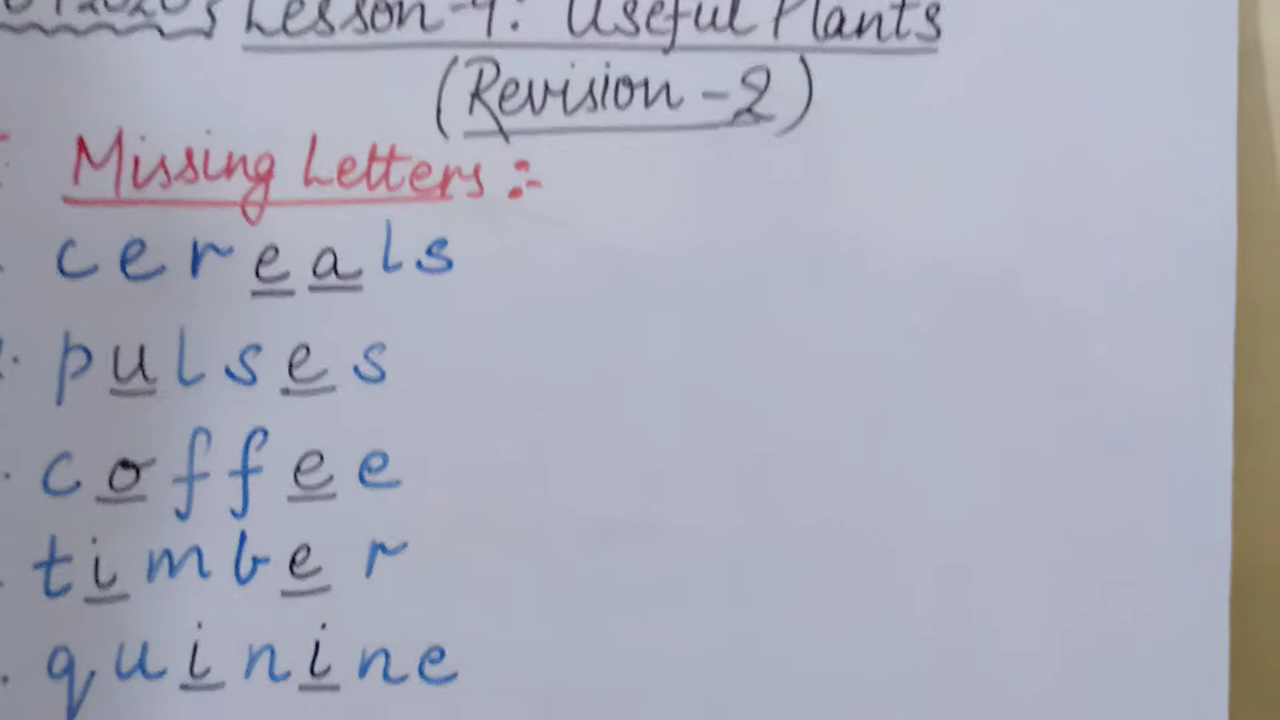 Lesson-4: Useful Plants
(Revision-2)
Missing Letters :-
cereals
pulses
coffee
timber
quinine